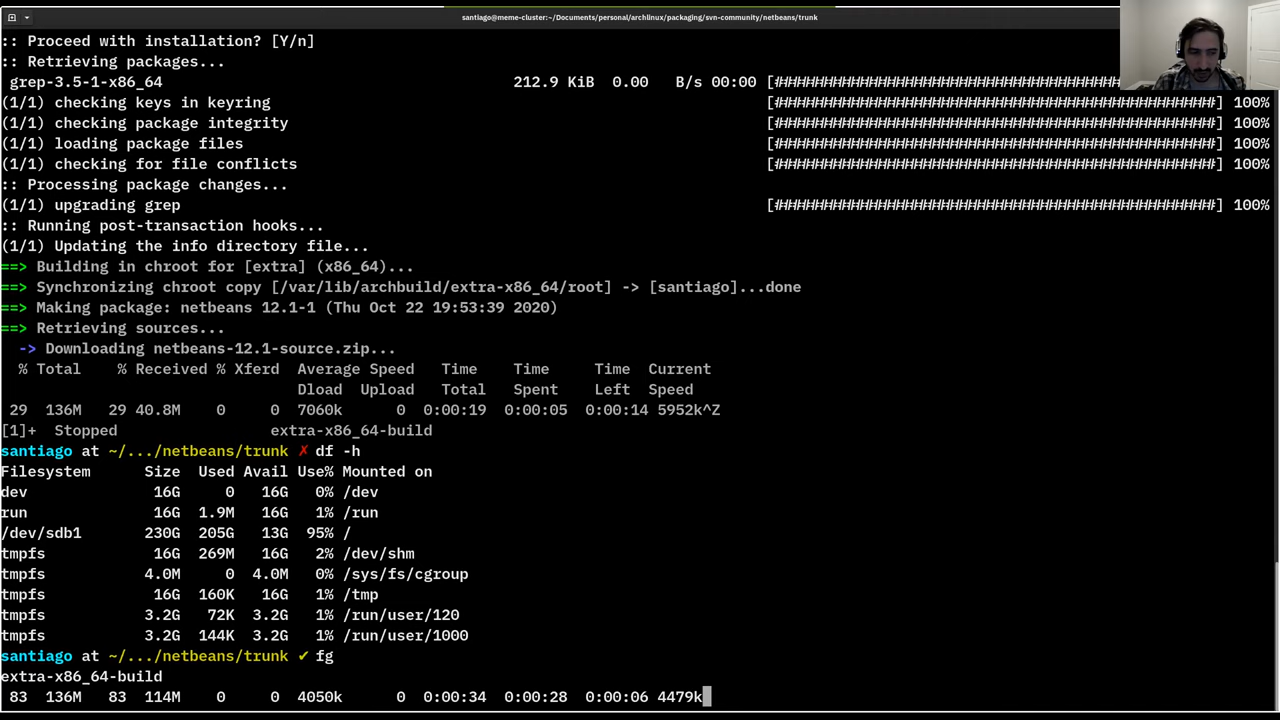 santiago@meme-cluster:~/Documents/personal/archlinux/packaging/svn-community/netbeans/trunk
:: Proceed with installation? [Y/n]
:: Retrieving packages...
grep-3.5-1-x86_64 212.9 KiB 0.00 B/s 00:00 [################################################
(1/1) checking keys in keyring [#################################################] 100%
(1/1) checking package integrity [#################################################] 100%
(1/1) loading package files [#################################################] 100%
(1/1) checking for file conflicts [#################################################] 100%
:: Processing package changes...
(1/1) upgrading grep [#################################################] 100%
:: Running post-transaction hooks...
(1/1) Updating the info directory file...
==> Building in chroot for [extra] (x86_64)...
==> Synchronizing chroot copy [/var/lib/archbuild/extra-x86_64/root] -> [santiago]...done
==> Making package: netbeans 12.1-1 (Thu Oct 22 19:53:39 2020)
==> Retrieving sources...
-> Downloading netbeans-12.1-source.zip...
% Total % Received % Xferd Average Speed Time Time Time Current
Dload Upload Total Spent Left Speed
29 136M 29 40.8M 0 0 7060k 0 0:00:19 0:00:05 0:00:14 5952k^Z
[1]+ Stopped extra-x86_64-build
santiago at ~/.../netbeans/trunk ✗ df -h
Filesystem Size Used Avail Use% Mounted on
dev 16G 0 16G 0% /dev
run 16G 1.9M 16G 1% /run
/dev/sdb1 230G 205G 13G 95% /
tmpfs 16G 269M 16G 2% /dev/shm
tmpfs 4.0M 0 4.0M 0% /sys/fs/cgroup
tmpfs 16G 160K 16G 1% /tmp
tmpfs 3.2G 72K 3.2G 1% /run/user/120
tmpfs 3.2G 144K 3.2G 1% /run/user/1000
santiago at ~/.../netbeans/trunk ✔ fg
extra-x86_64-build
83 136M 83 114M 0 0 4050k 0 0:00:34 0:00:28 0:00:06 4479k